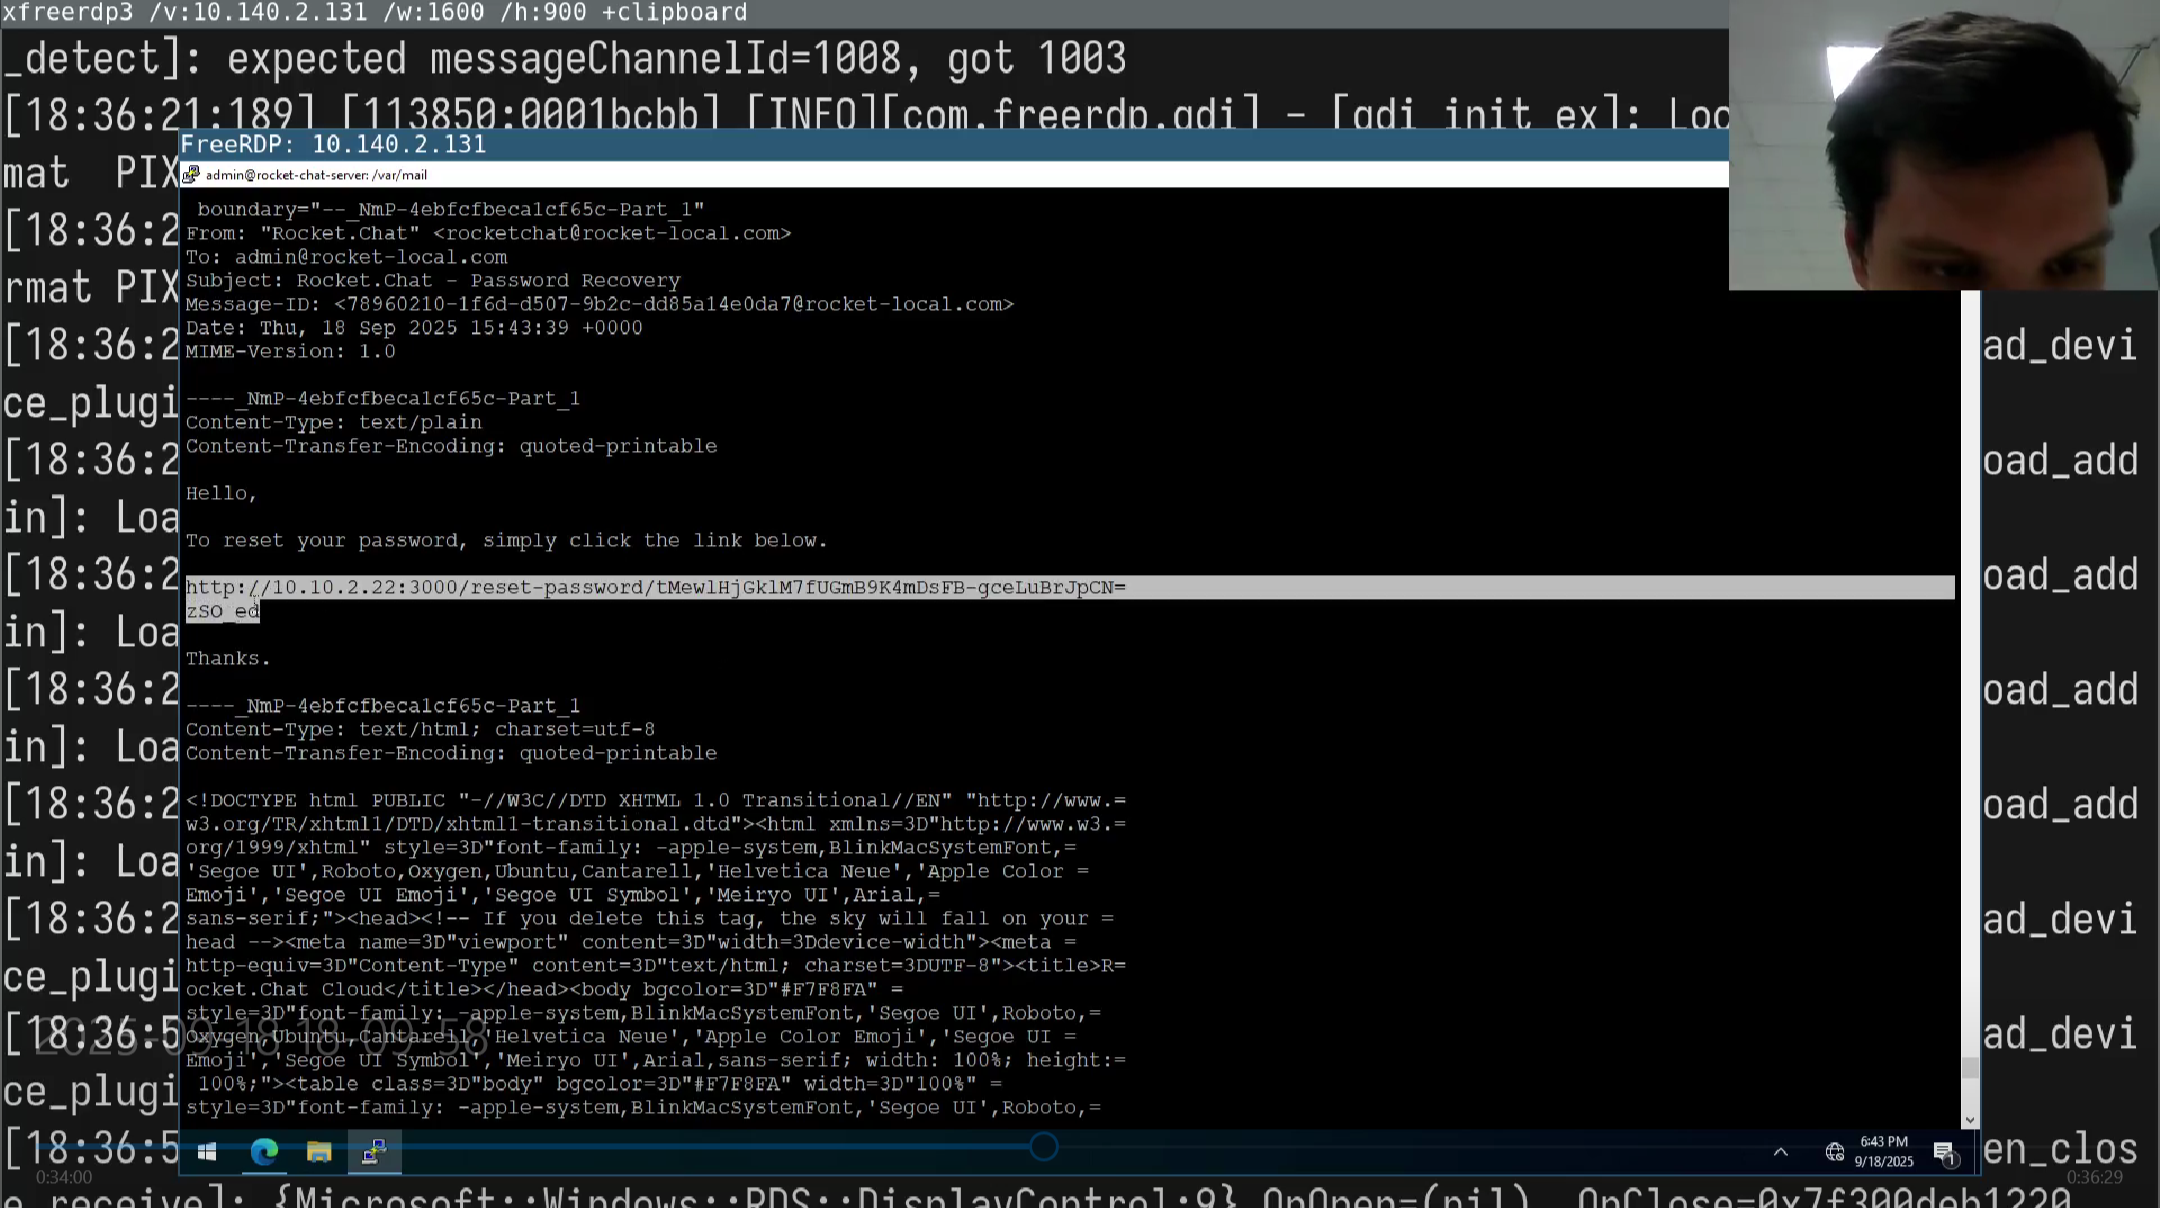 xfreerdp3 /v:10.140.2.131 /w:1600 /h:900 +clipboard
_detect]: expected messageChannelId=1008, got 1003
[18:36:21:189] [113850:0001bcbb] [INFO][com.freerdp.gdi] - [gdi_init_ex]: Loc
FreeRDP: 10.140.2.131
mat PIX
admin@rocket-chat-server: /var/mail
boundary="--_NmP-4ebfcfbeca1cf65c-Part_1"
[18:36:2
From: "Rocket.Chat" <rocketchat@rocket-local.com>
To: admin@rocket-local.com
Subject: Rocket.Chat - Password Recovery
rmat PIX
Message-ID: <78960210-1f6d-d507-9b2c-dd85a14e0da7@rocket-local.com>
Date: Thu, 18 Sep 2025 15:43:39 +0000
[18:36:2
ad_devi
MIME-Version: 1.0
----_NmP-4ebfcfbeca1cf65c-Part_1
ce_plugi
Content-Type: text/plain
Content-Transfer-Encoding: quoted-printable
[18:36:2
oad_add
Hello,
in]: Loa
To reset your password, simply click the link below.
[18:36:2
oad_add
http://10.10.2.22:3000/reset-password/tMewlHjGklM7fUGmB9K4mDsFB-gceLuBrJpCN=
zSO_ed
in]: Loa
Thanks.
[18:36:2
oad_add
----_NmP-4ebfcfbeca1cf65c-Part_1
Content-Type: text/html; charset=utf-8
in]: Loa
Content-Transfer-Encoding: quoted-printable
<!DOCTYPE html PUBLIC "-//W3C//DTD XHTML 1.0 Transitional//EN" "http://www.=
[18:36:2
oad_add
w3.org/TR/xhtml1/DTD/xhtml1-transitional.dtd"><html xmlns=3D"http://www.w3.=
org/1999/xhtml" style=3D"font-family: -apple-system,BlinkMacSystemFont,=
in]: Loa
'Segoe UI',Roboto,Oxygen,Ubuntu,Cantarell,'Helvetica Neue','Apple Color =
Emoji','Segoe UI Emoji','Segoe UI Symbol','Meiryo UI',Arial,=
sans-serif;"><head><!-- If you delete this tag, the sky will fall on your =
[18:36:2
ad_devi
head --><meta name=3D"viewport" content=3D"width=3Ddevice-width"><meta =
http-equiv=3D"Content-Type" content=3D"text/html; charset=3DUTF-8"><title>R=
ce_plugi
ocket.Chat Cloud</title></head><body bgcolor=3D"#F7F8FA" =
style=3D"font-family: -apple-system,BlinkMacSystemFont,'Segoe UI',Roboto,=
[18:36:5
ad_devi
2025-09-18 18-09-58
Oxygen,Ubuntu,Cantarell,'Helvetica Neue','Apple Color Emoji','Segoe UI =
Emoji','Segoe UI Symbol','Meiryo UI',Arial,sans-serif; width: 100%; height:=
100%;"><table class=3D"body" bgcolor=3D"#F7F8FA" width=3D"100%" =
ce_plugi
style=3D"font-family: -apple-system,BlinkMacSystemFont,'Segoe UI',Roboto,=
[18:36:5
6:43 PM
9/18/2025
1
en_clos
0:34:00
0:36:29
e_receive]: {Microsoft::Windows::RDS::DisplayControl:9} OnOpen=(nil), OnClose=0x7f300deb1220